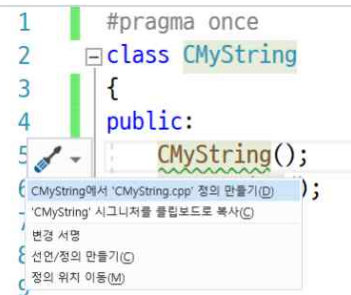 1 #pragma once
2 class CMyString
3 {
4 public:
5 CMyString();
6 );
CMyString에서 'CMyString.cpp' 정의 만들기(D)
'CMyString' 시그니처를 클립보드로 복사(C)
변경 서명
8
선언/정의 만들기(C)
정의 위치 이동(M)
9